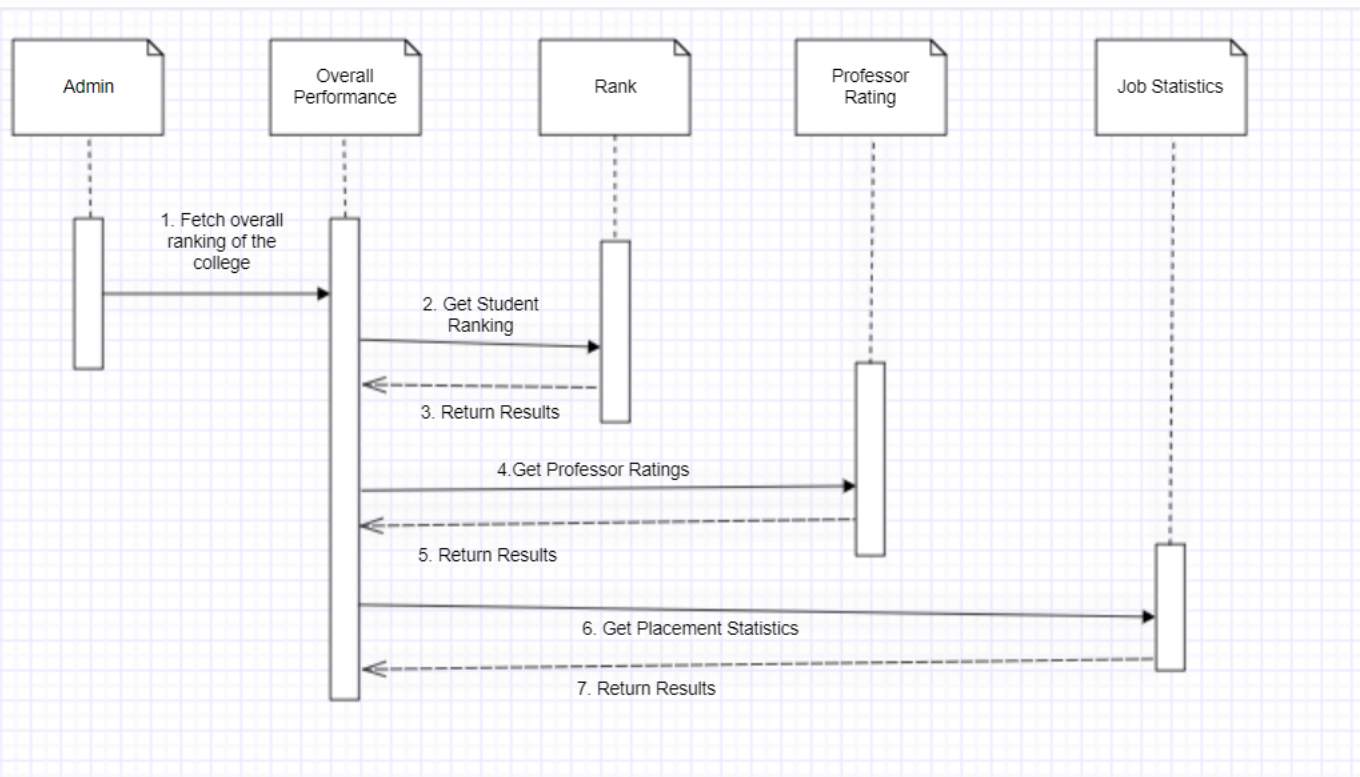 Admin
Overall
Performance
Rank
Professor
Rating
Job Statistics
1. Fetch overall
ranking of the
college
2. Get Student
Ranking
3. Return Results
4.Get Professor Ratings
5. Return Results
6. Get Placement Statistics
7. Return Results